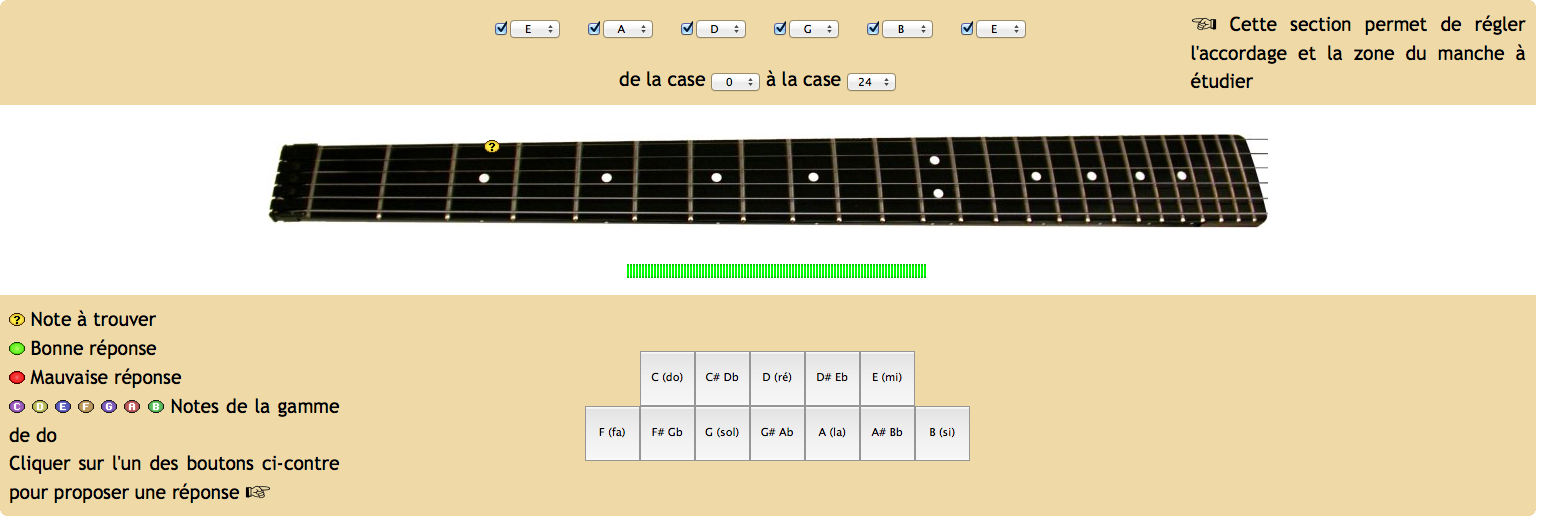 E A D G B E
de la case 0 à la case 24
Cette section permet de régler
l'accordage et la zone du manche à
étudier
?
? Note à trouver
Bonne réponse
Mauvaise réponse
C D E F G A B Notes de la gamme
de do
Cliquer sur l'un des boutons ci-contre
pour proposer une réponse
C (do) C# Db D (ré) D# Eb E (mi)
F (fa) F# Gb G (sol) G# Ab A (la) A# Bb B (si)